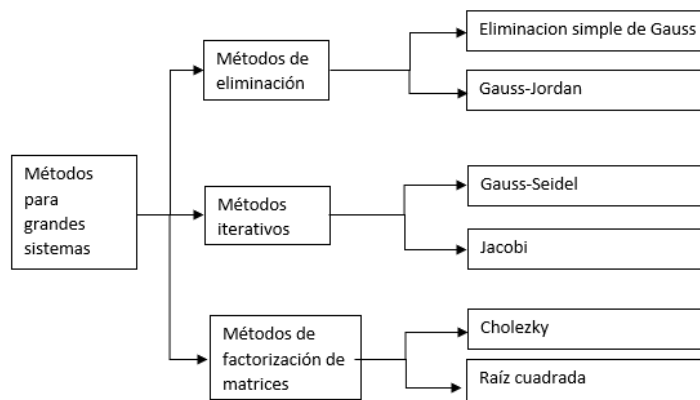 Métodos
para
grandes
sistemas
Métodos de
eliminación
Eliminacion simple de Gauss
Gauss-Jordan
Métodos
iterativos
Gauss-Seidel
Jacobi
Métodos de
factorización de
matrices
Cholezky
Raíz cuadrada